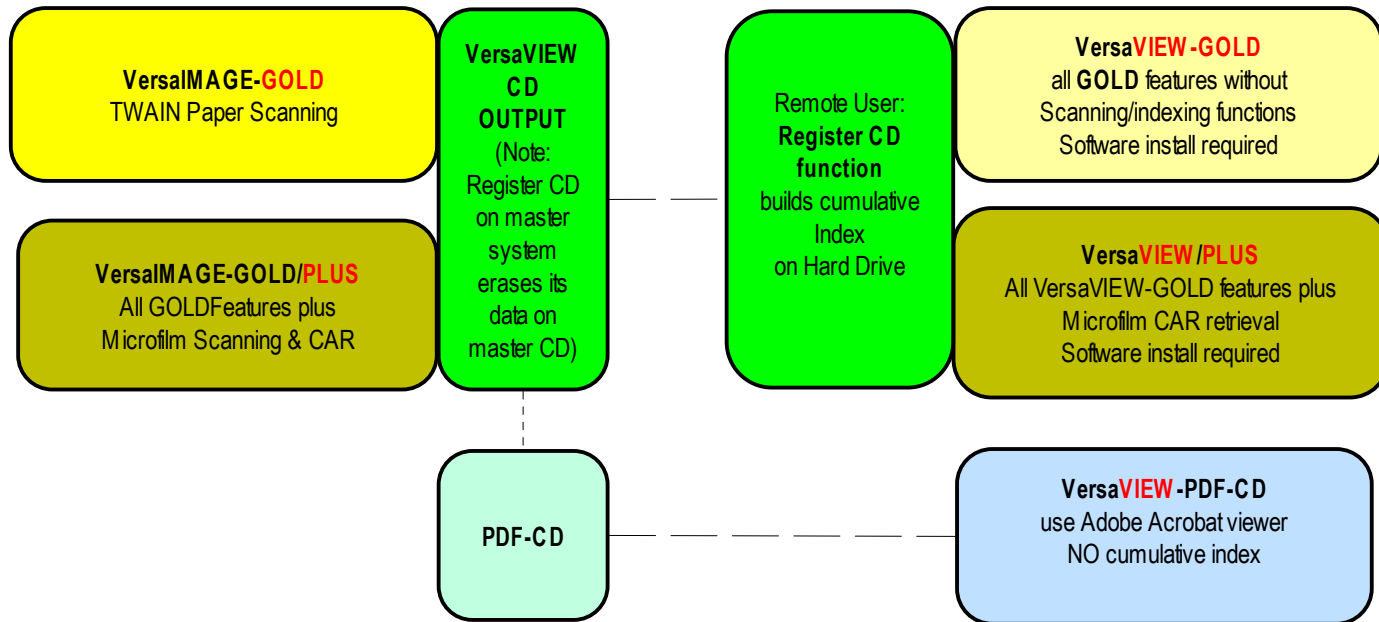 VersaIMAGE-GOLD
TWAIN Paper Scanning
VersaIMAGE-GOLD/PLUS
All GOLDFeatures plus
Microfilm Scanning & CAR
VersaVIEW
CD
OUTPUT
(Note:
Register CD
on master
system
erases its
data on
master CD)
Remote User:
Register CD
function
builds cumulative
Index
on Hard Drive
VersaVIEW-GOLD
all GOLD features without
Scanning/indexing functions
Software install required
VersaVIEW/PLUS
All VersaVIEW-GOLD features plus
Microfilm CAR retrieval
Software install required
PDF-CD
VersaVIEW-PDF-CD
use Adobe Acrobat viewer
NO cumulative index